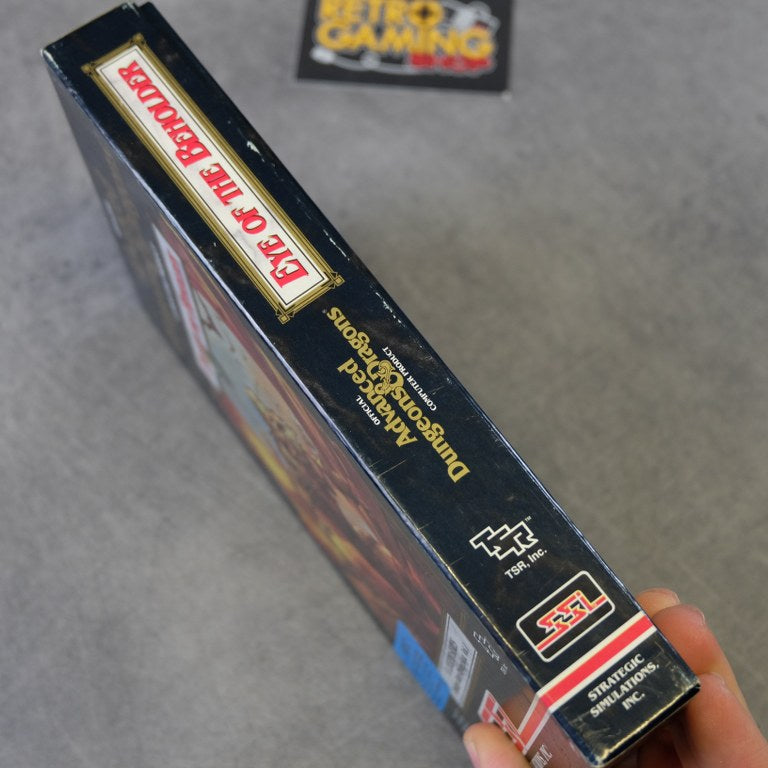 RETRO
GAMING
EYE OF THE BEHOLDER
OFFICIAL
Advanced
Dungeons & Dragons
COMPUTER PRODUCT
TSR
TSR, Inc.
SSI
STRATEGIC
SIMULATIONS,
INC.